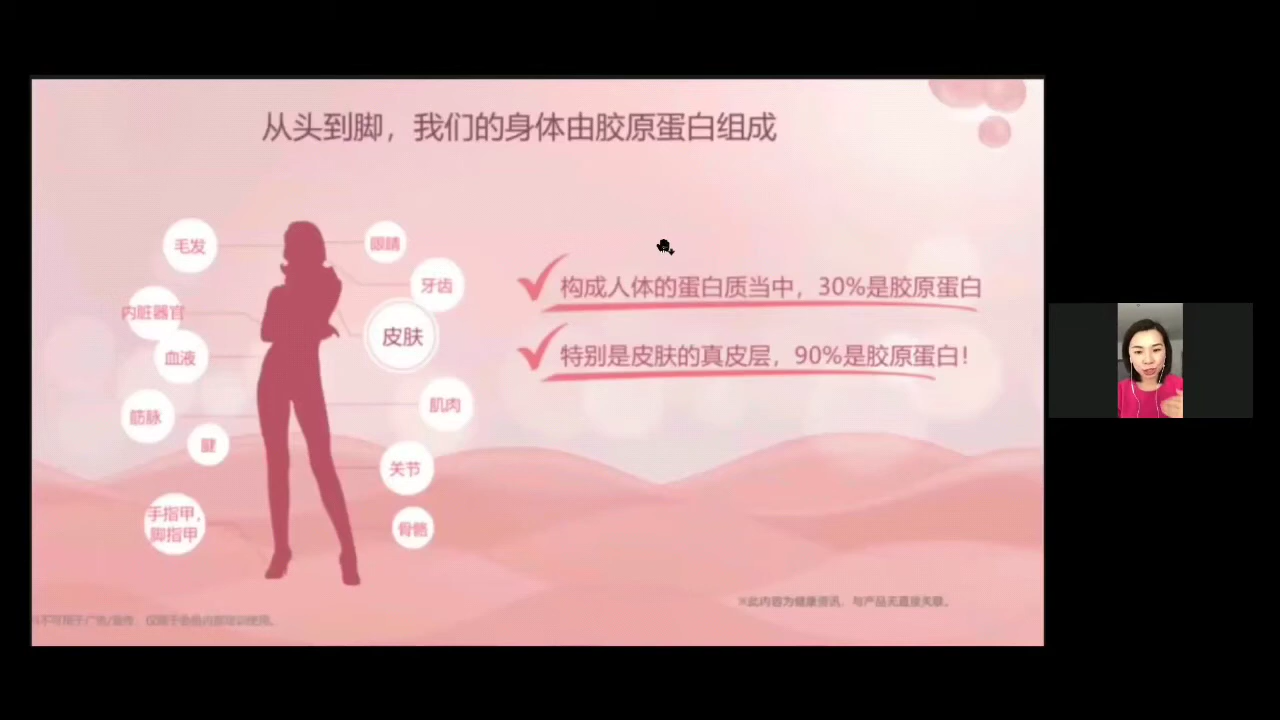 从头到脚，我们的身体由胶原蛋白组成
毛发
眼睛
牙齿
内脏器官
皮肤
血液
筋脉
肌肉
腱
关节
手指甲，
脚指甲
骨骼
构成人体的蛋白质当中，30%是胶原蛋白
特别是皮肤的真皮层，90%是胶原蛋白！
※此内容为健康资讯，与产品无直接关联。